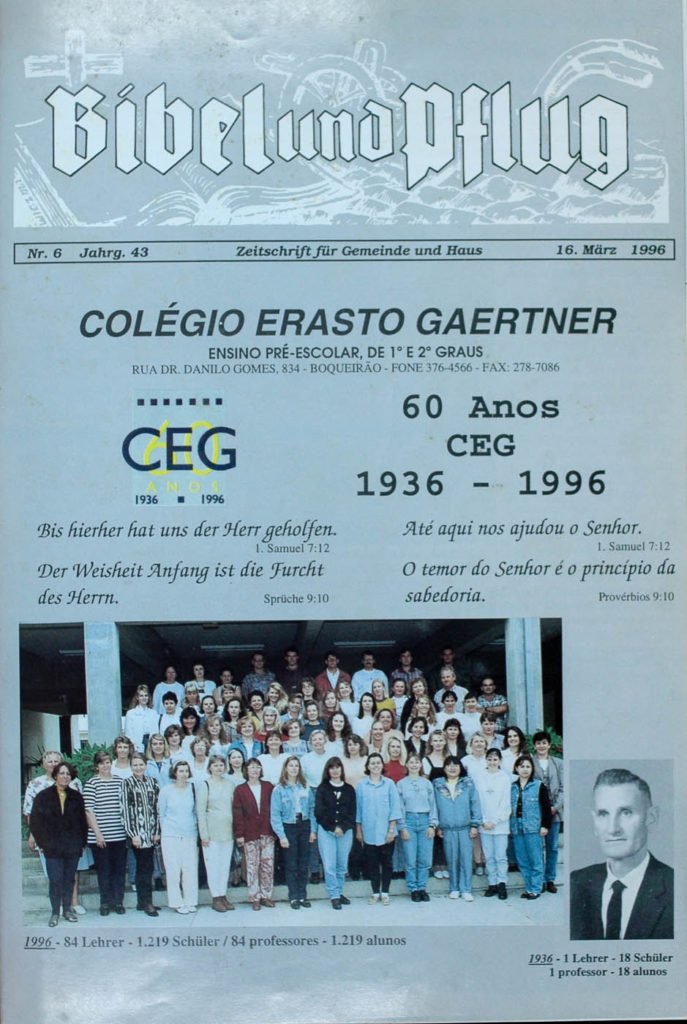 Bibel und Pflug
Nr. 6 Jahrg. 43 Zeitschrift für Gemeinde und Haus 16. März 1996
COLÉGIO ERASTO GAERTNER
ENSINO PRÉ-ESCOLAR, DE 1º E 2º GRAUS
RUA DR. DANILO GOMES, 834 - BOQUEIRÃO - FONE 376-4566 - FAX: 278-7086
60
CEG
ANOS
1936 1996
60 Anos
CEG
1936 - 1996
Bis hierher hat uns der Herr geholfen.
1. Samuel 7:12
Der Weisheit Anfang ist die Furcht
des Herrn.
Sprüche 9:10
Até aqui nos ajudou o Senhor.
1. Samuel 7:12
O temor do Senhor é o princípio da
sabedoria.
Provérbios 9:10
1996 - 84 Lehrer - 1.219 Schüler / 84 professores - 1.219 alunos
1936 - 1 Lehrer - 18 Schüler
1 professor - 18 alunos